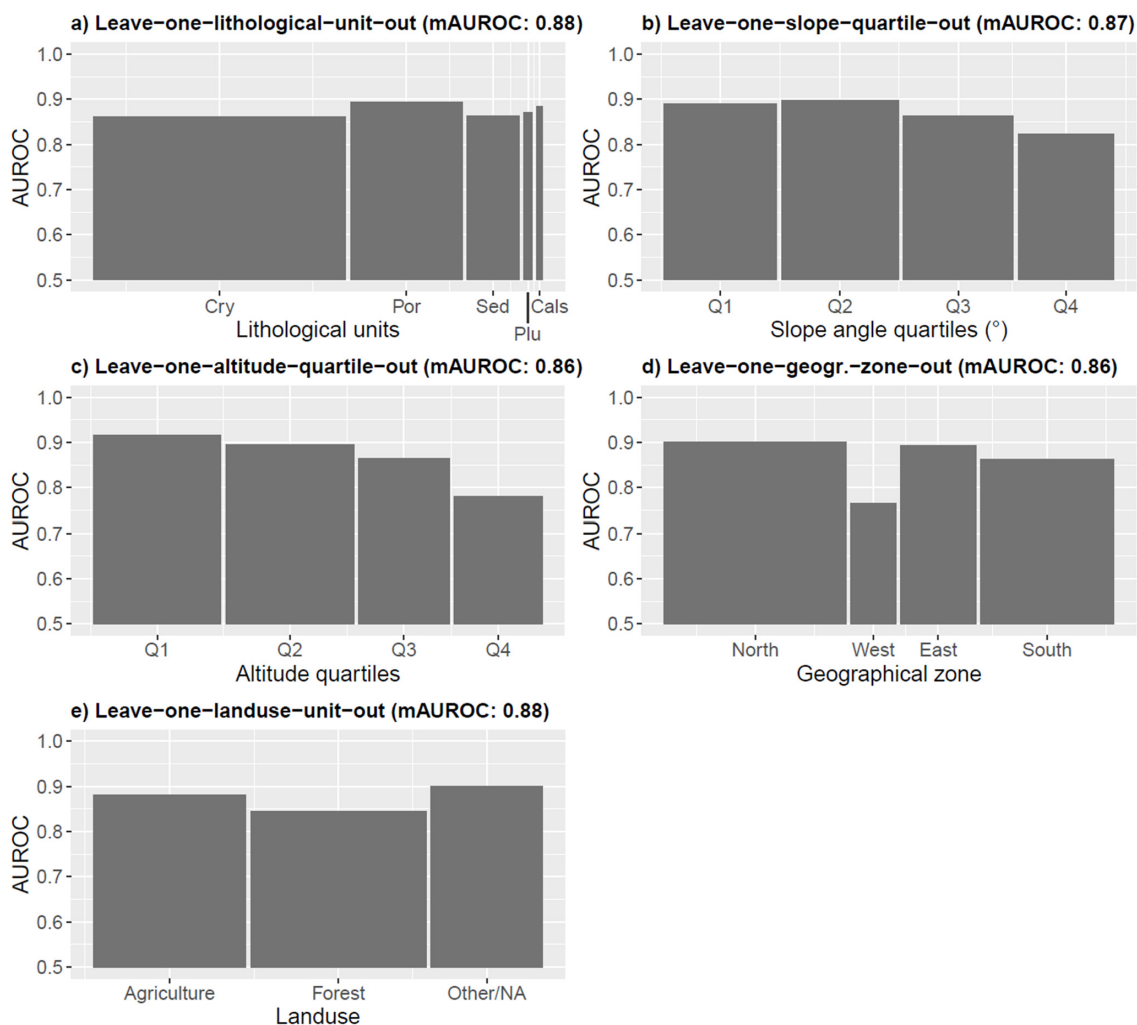 a) Leave−one−lithological−unit−out (mAUROC: 0.88)
1.0
0.9
0.8
0.7
0.6
0.5
AUROC
Cry Por Sed Cals
Plu
Lithological units
b) Leave−one−slope−quartile−out (mAUROC: 0.87)
1.0
0.9
0.8
0.7
0.6
0.5
AUROC
Q1 Q2 Q3 Q4
Slope angle quartiles (°)
c) Leave−one−altitude−quartile−out (mAUROC: 0.86)
1.0
0.9
0.8
0.7
0.6
0.5
AUROC
Q1 Q2 Q3 Q4
Altitude quartiles
d) Leave−one−geogr.−zone−out (mAUROC: 0.86)
1.0
0.9
0.8
0.7
0.6
0.5
AUROC
North West East South
Geographical zone
e) Leave−one−landuse−unit−out (mAUROC: 0.88)
1.0
0.9
0.8
0.7
0.6
0.5
AUROC
Agriculture Forest Other/NA
Landuse